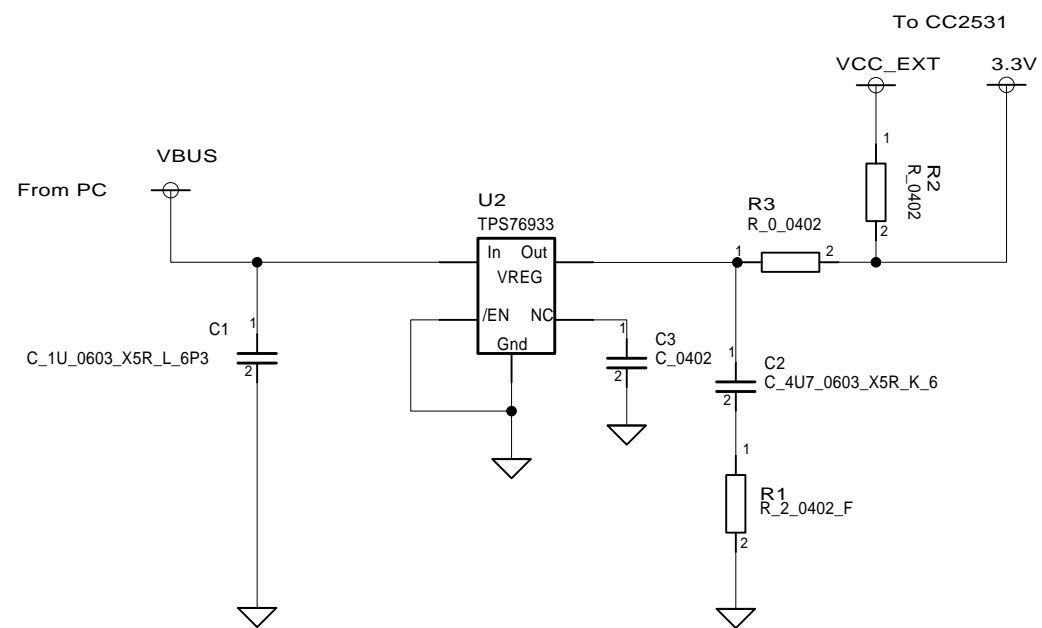 To CC2531
VCC_EXT
3.3V
VBUS
From PC
1
R2
R_0402
2
U2
TPS76933
R3
R_0_0402
1
2
In
Out
VREG
/EN
NC
Gnd
C1
1
2
C_1U_0603_X5R_L_6P3
1
2
C3
C_0402
1
2
C2
C_4U7_0603_X5R_K_6
1
R1
R_2_0402_F
2